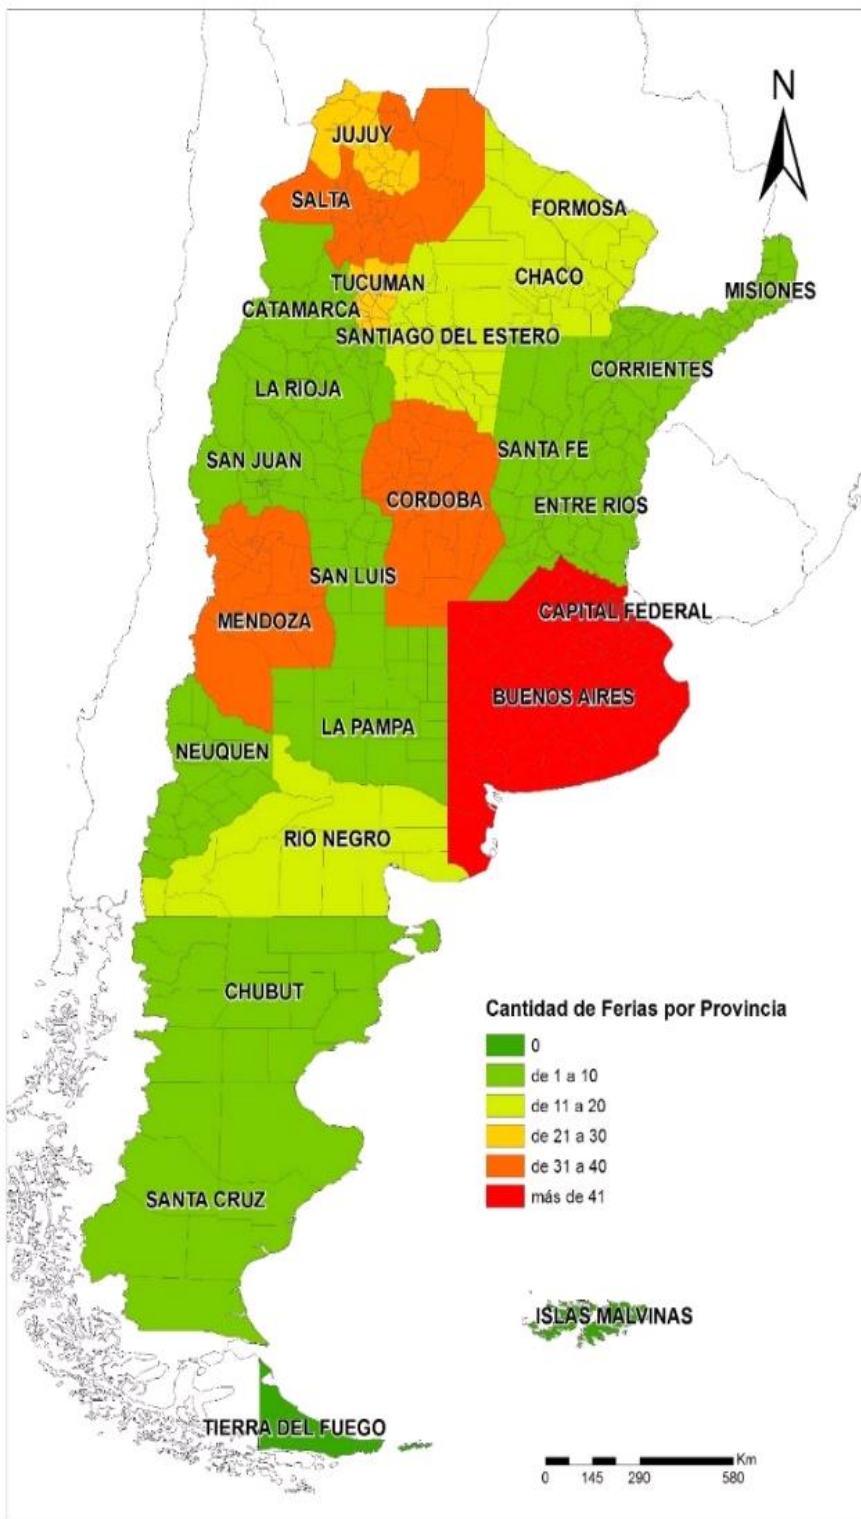 N
JUJUY
SALTA
FORMOSA
TUCUMAN
CHACO
MISIONES
CATAMARCA
SANTIAGO DEL ESTERO
CORRIENTES
LA RIOJA
SANTA FE
SAN JUAN
CORDOBA
ENTRE RIOS
SAN LUIS
CAPITAL FEDERAL
MENDOZA
BUENOS AIRES
LA PAMPA
NEUQUEN
RIO NEGRO
CHUBUT
Cantidad de Ferias por Provincia
0
de 1 a 10
de 11 a 20
de 21 a 30
de 31 a 40
más de 41
SANTA CRUZ
ISLAS MALVINAS
TIERRA DEL FUEGO
Km
0 145 290 580